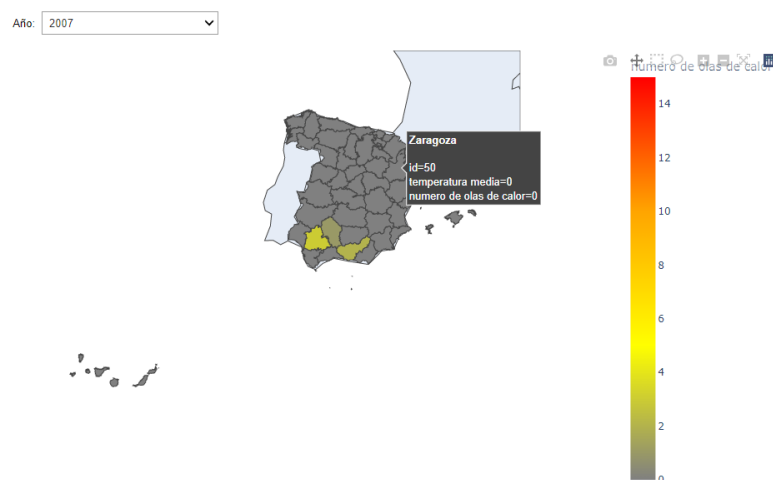 Año: 2007
numero de olas de calor
Zaragoza
id=50
temperatura media=0
numero de olas de calor=0
14
12
10
8
6
4
2
0